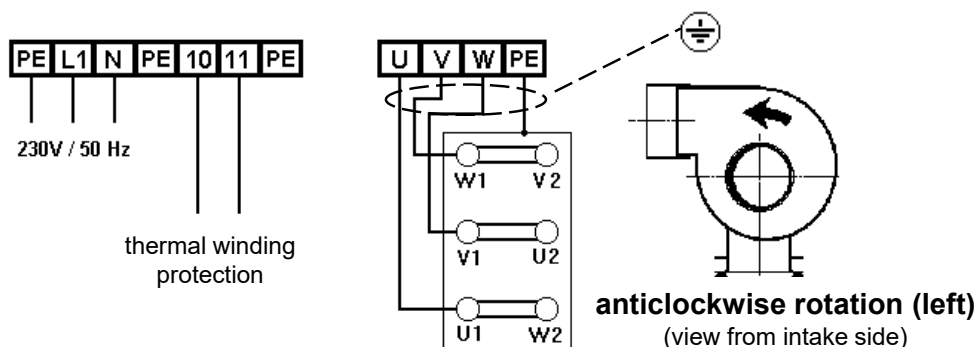 PE L1 N PE 10 11 PE
230V / 50 Hz
thermal winding
protection
U V W PE
W1 V2
V1 U2
U1 W2
anticlockwise rotation (left)
(view from intake side)